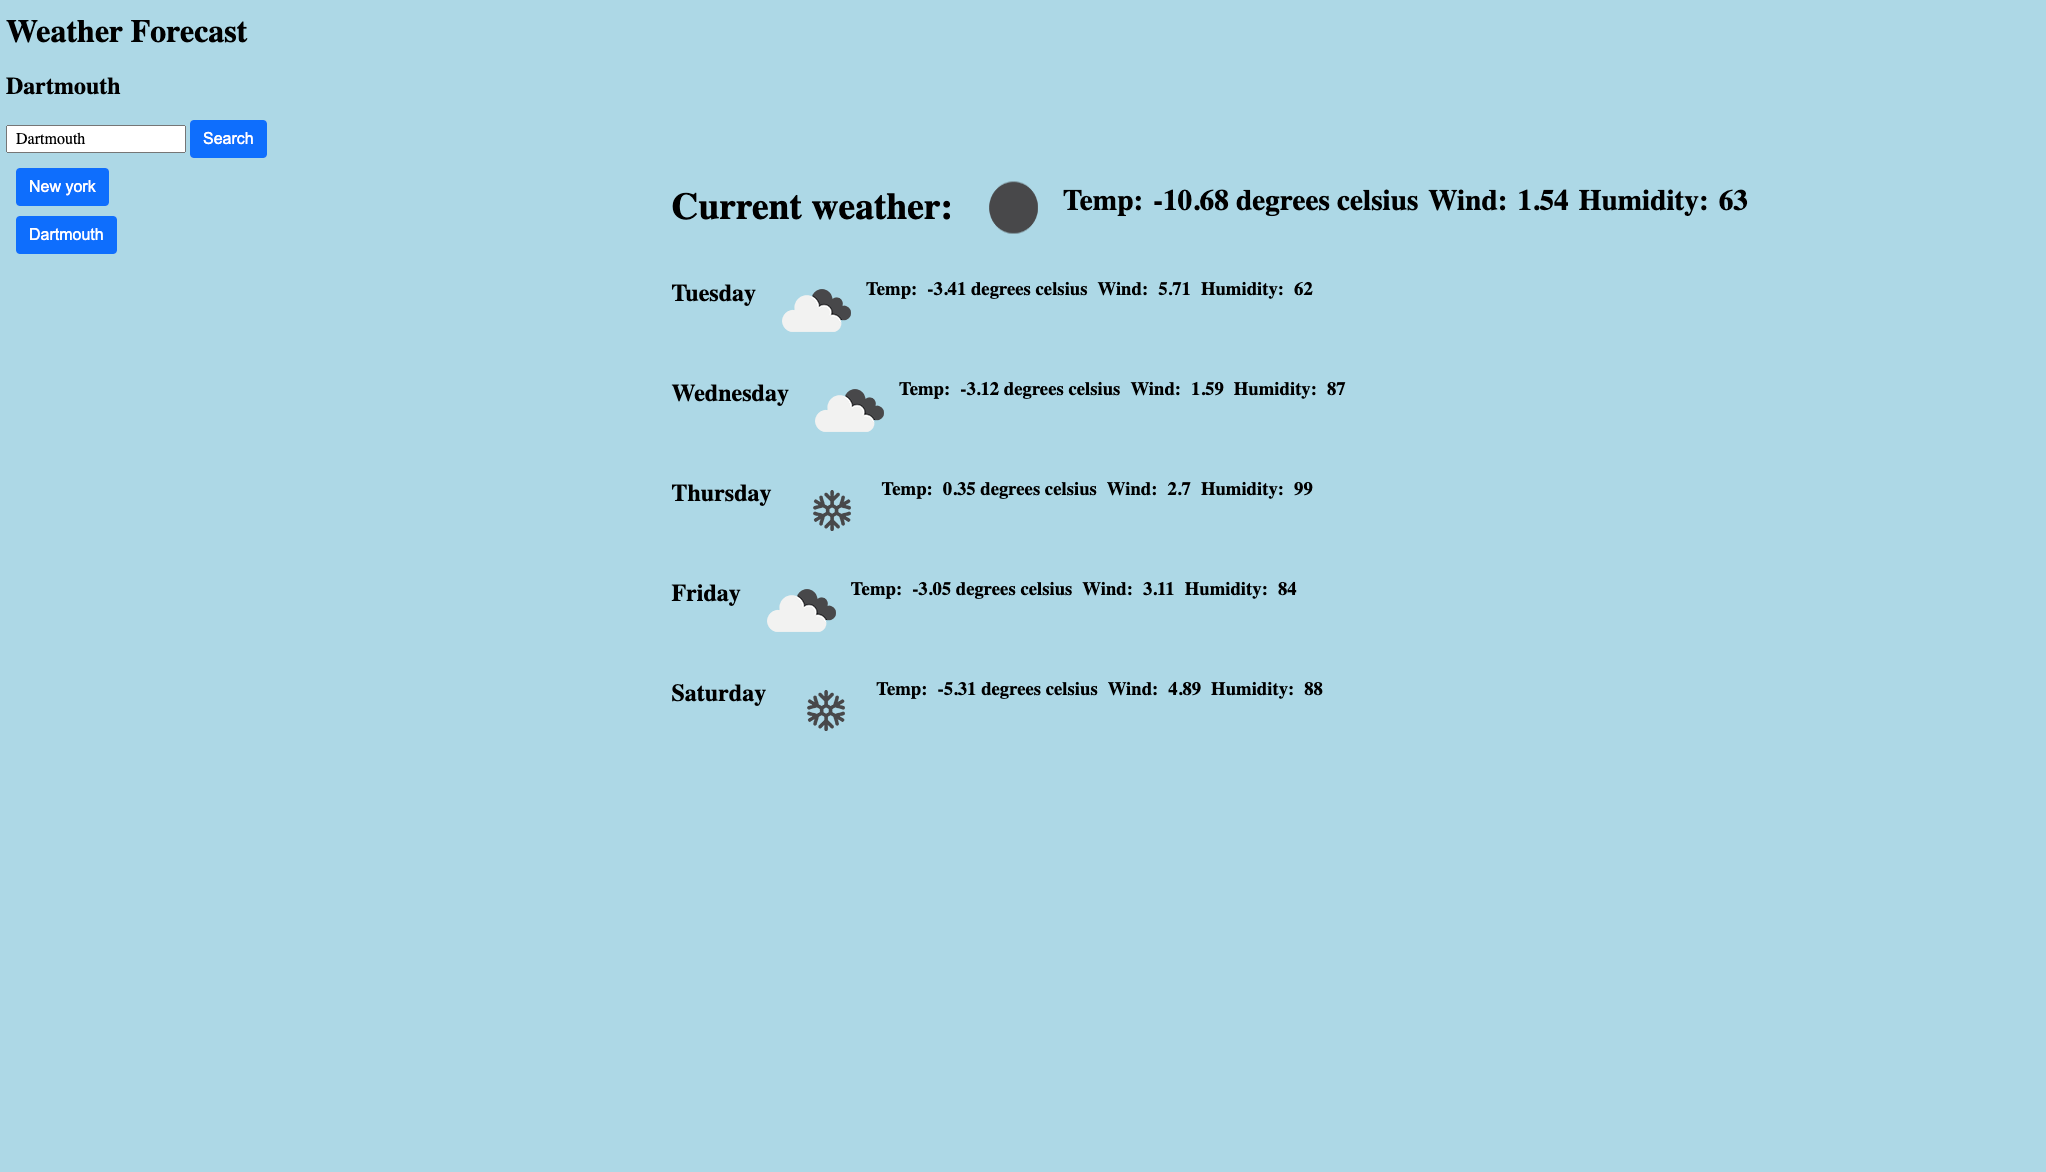 Weather Forecast
Dartmouth
Dartmouth Search
New york
Dartmouth
Current weather: Temp: -10.68 degrees celsius Wind: 1.54 Humidity: 63
Tuesday Temp: -3.41 degrees celsius Wind: 5.71 Humidity: 62
Wednesday Temp: -3.12 degrees celsius Wind: 1.59 Humidity: 87
Thursday Temp: 0.35 degrees celsius Wind: 2.7 Humidity: 99
Friday Temp: -3.05 degrees celsius Wind: 3.11 Humidity: 84
Saturday Temp: -5.31 degrees celsius Wind: 4.89 Humidity: 88